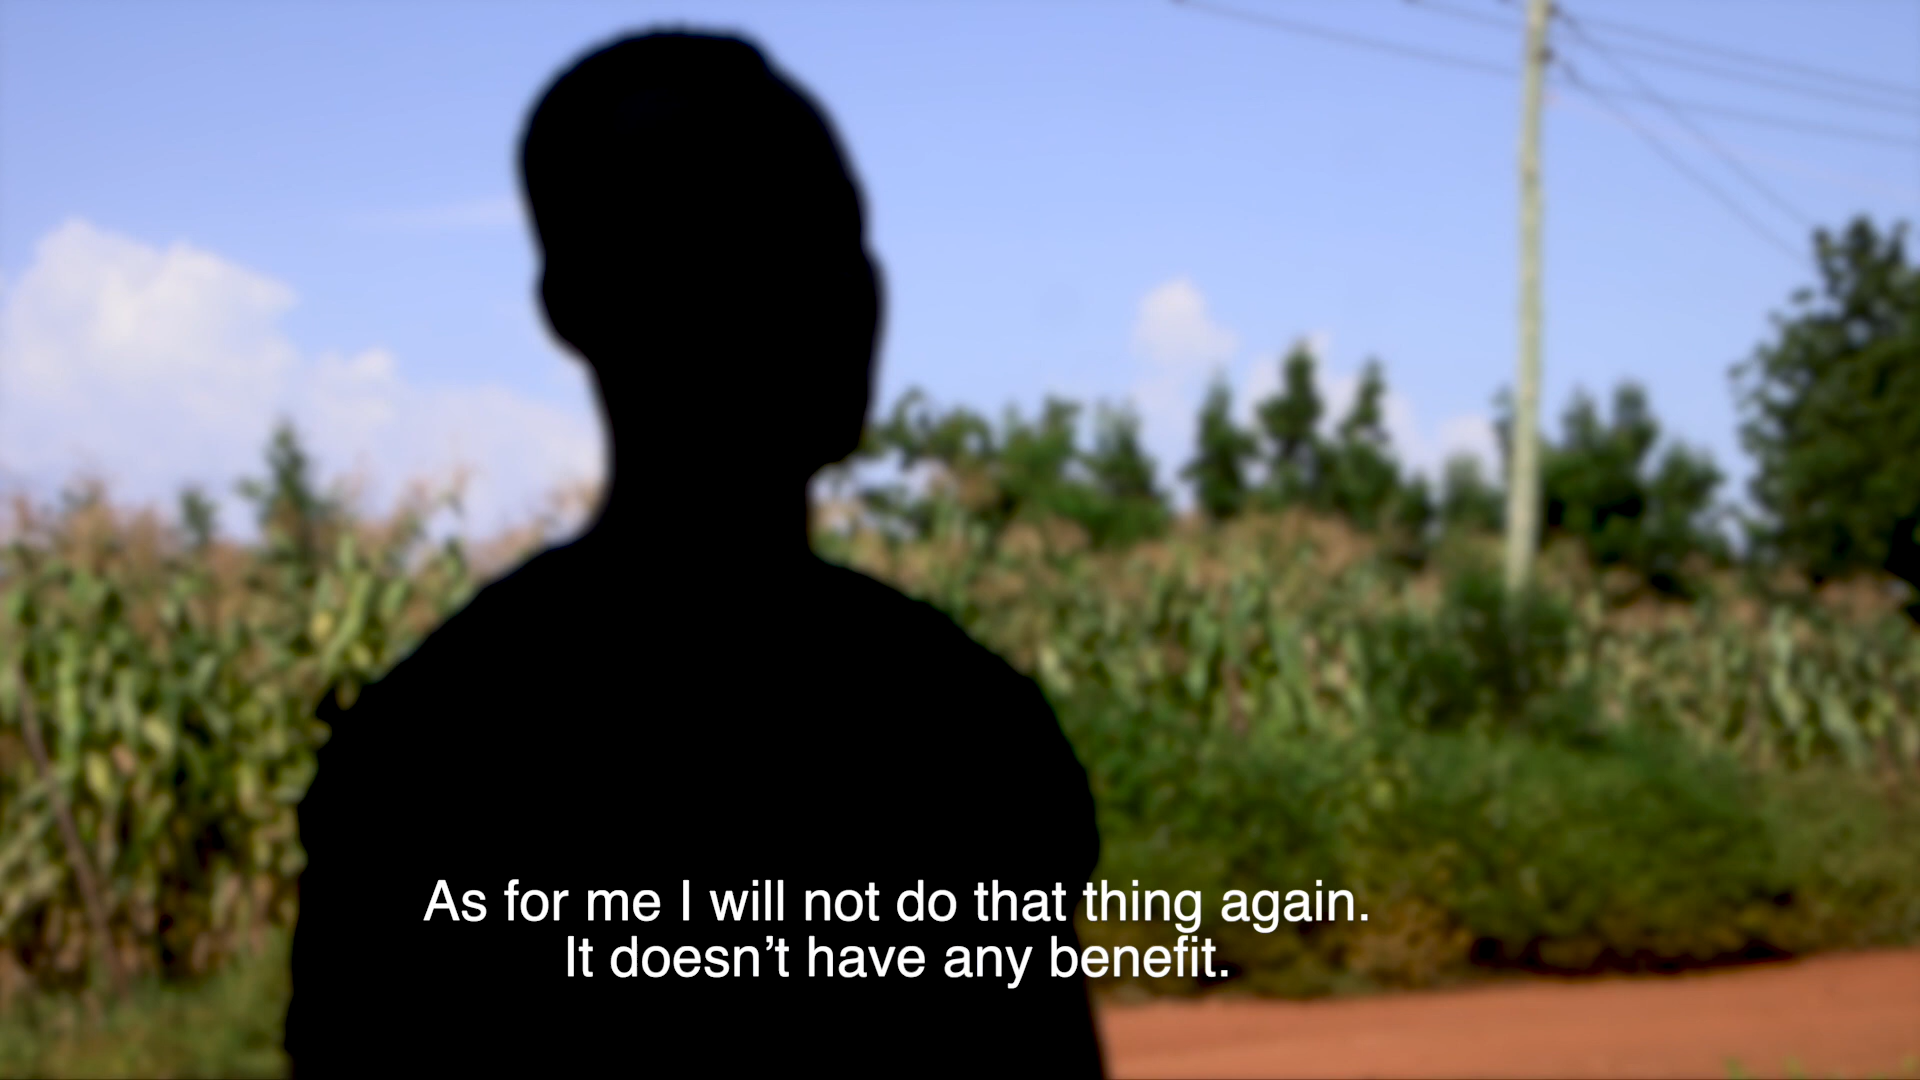 As for me I will not do that thing again.
It doesn’t have any benefit.